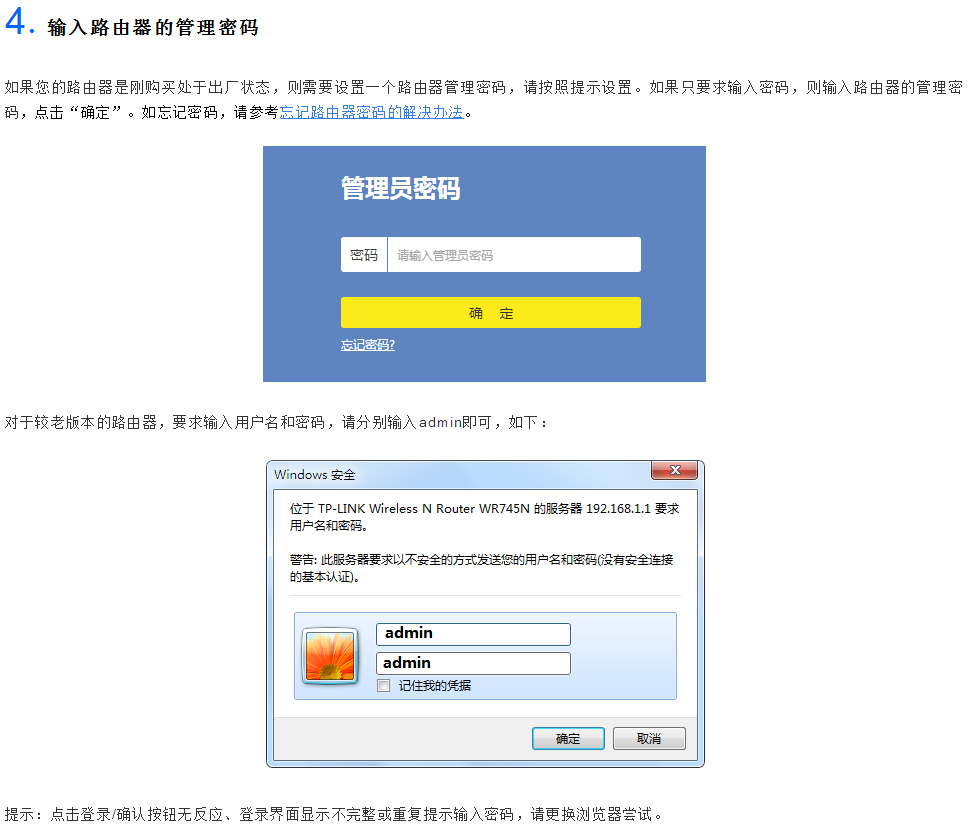 4. 输入路由器的管理密码
如果您的路由器是刚购买处于出厂状态，则需要设置一个路由器管理密码，请按照提示设置。如果只要求输入密码，则输入路由器的管理密
码，点击“确定”。如忘记密码，请参考忘记路由器密码的解决办法。
管理员密码
密码 请输入管理员密码
确 定
忘记密码?
对于较老版本的路由器，要求输入用户名和密码，请分别输入admin即可，如下：
Windows 安全
位于 TP-LINK Wireless N Router WR745N 的服务器 192.168.1.1 要求
用户名和密码。
警告: 此服务器要求以不安全的方式发送您的用户名和密码(没有安全连接
的基本认证)。
admin
admin
记住我的凭据
确定 取消
提示：点击登录/确认按钮无反应、登录界面显示不完整或重复提示输入密码，请更换浏览器尝试。